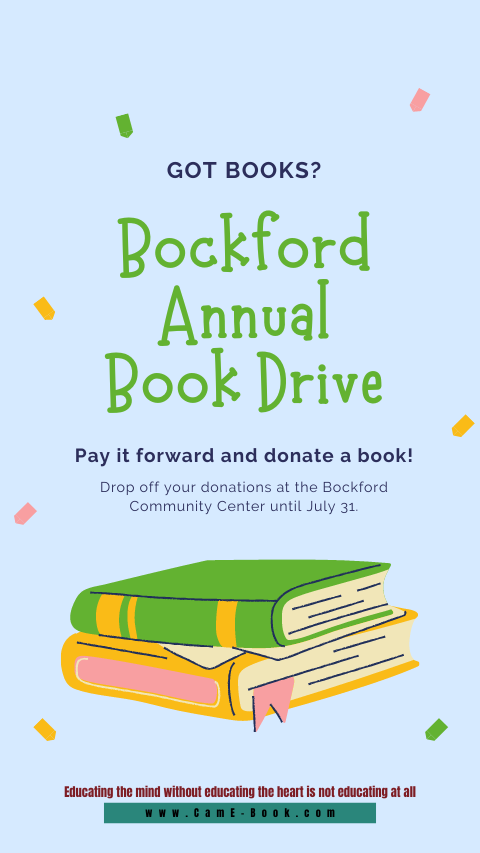 GOT BOOKS?
Bockford
Annual
Book Drive
Pay it forward and donate a book!
Drop off your donations at the Bockford
Community Center until July 31.
Educating the mind without educating the heart is not educating at all
www.CamE-Book.com